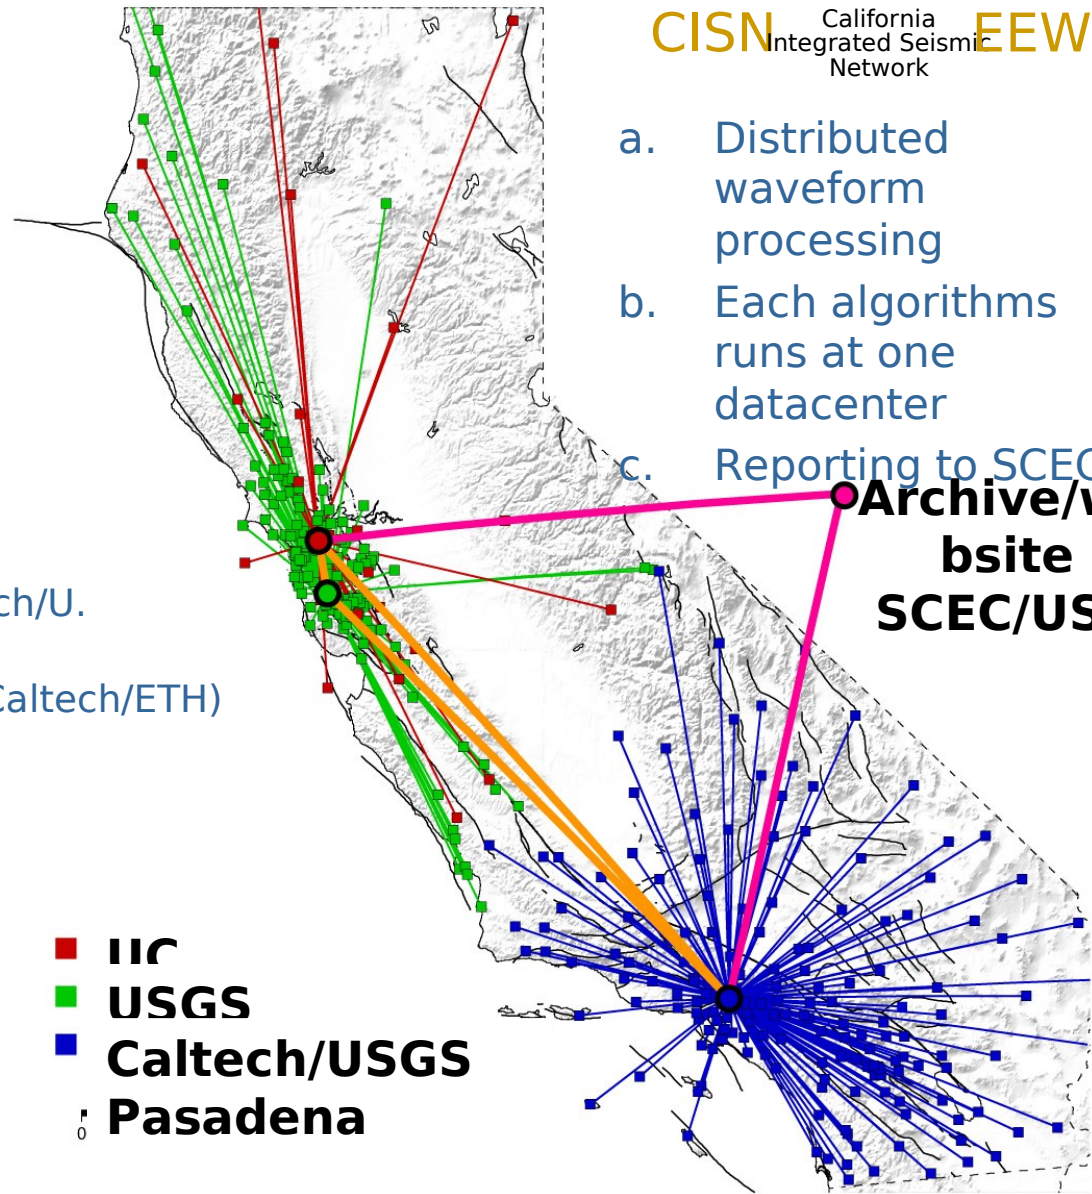 CISN
California
Integrated Seismic
Network
EEW
a. Distributed
waveform
processing
b. Each algorithms
runs at one
datacenter
c. Reporting to SCEC
Archive/w
bsite
SCEC/US
ch/U.
Caltech/ETH)
UC
USGS
Caltech/USGS
Pasadena
0